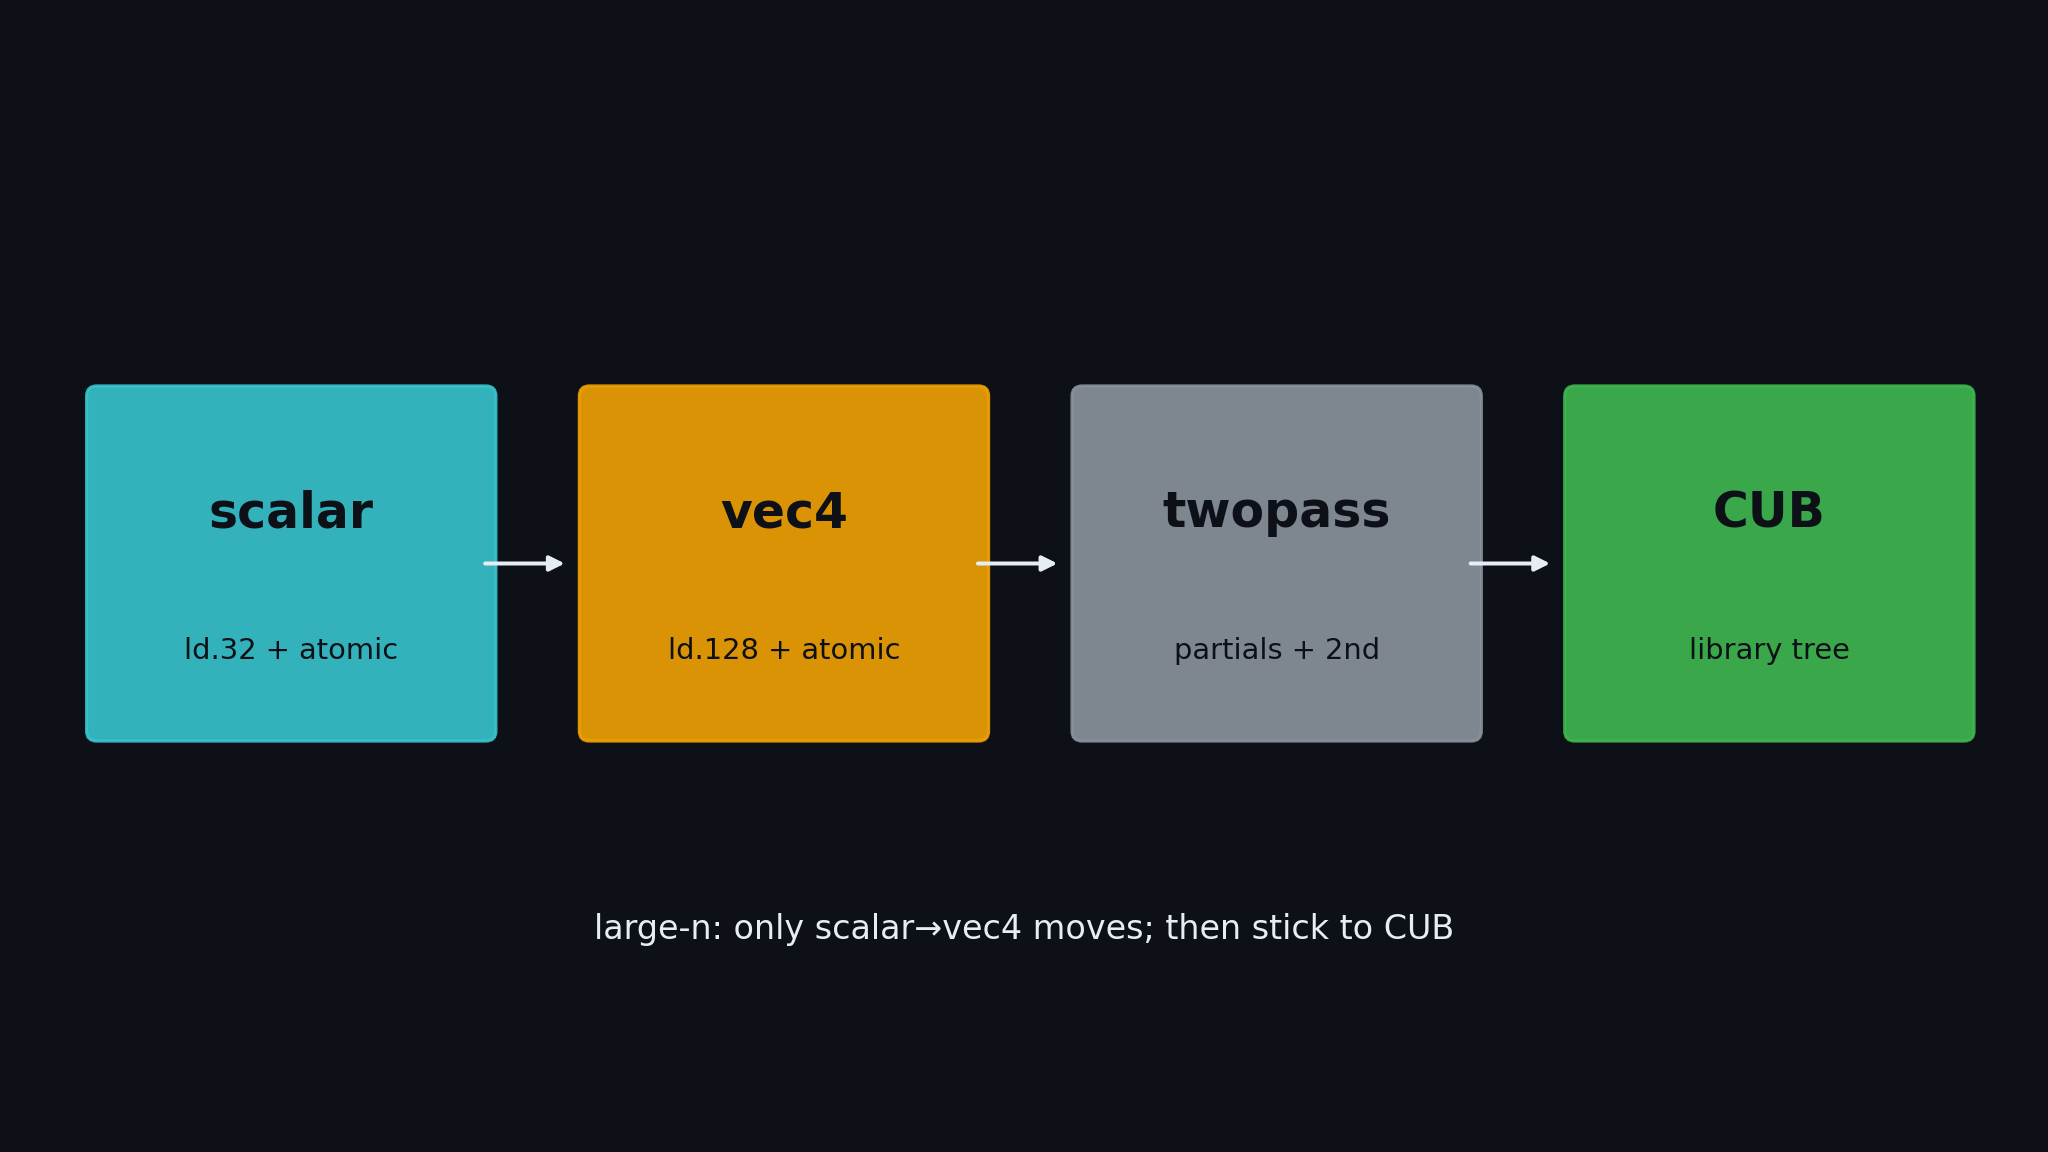 scalar
ld.32 + atomic
vec4
ld.128 + atomic
twopass
partials + 2nd
CUB
library tree
large-n: only scalar→vec4 moves; then stick to CUB